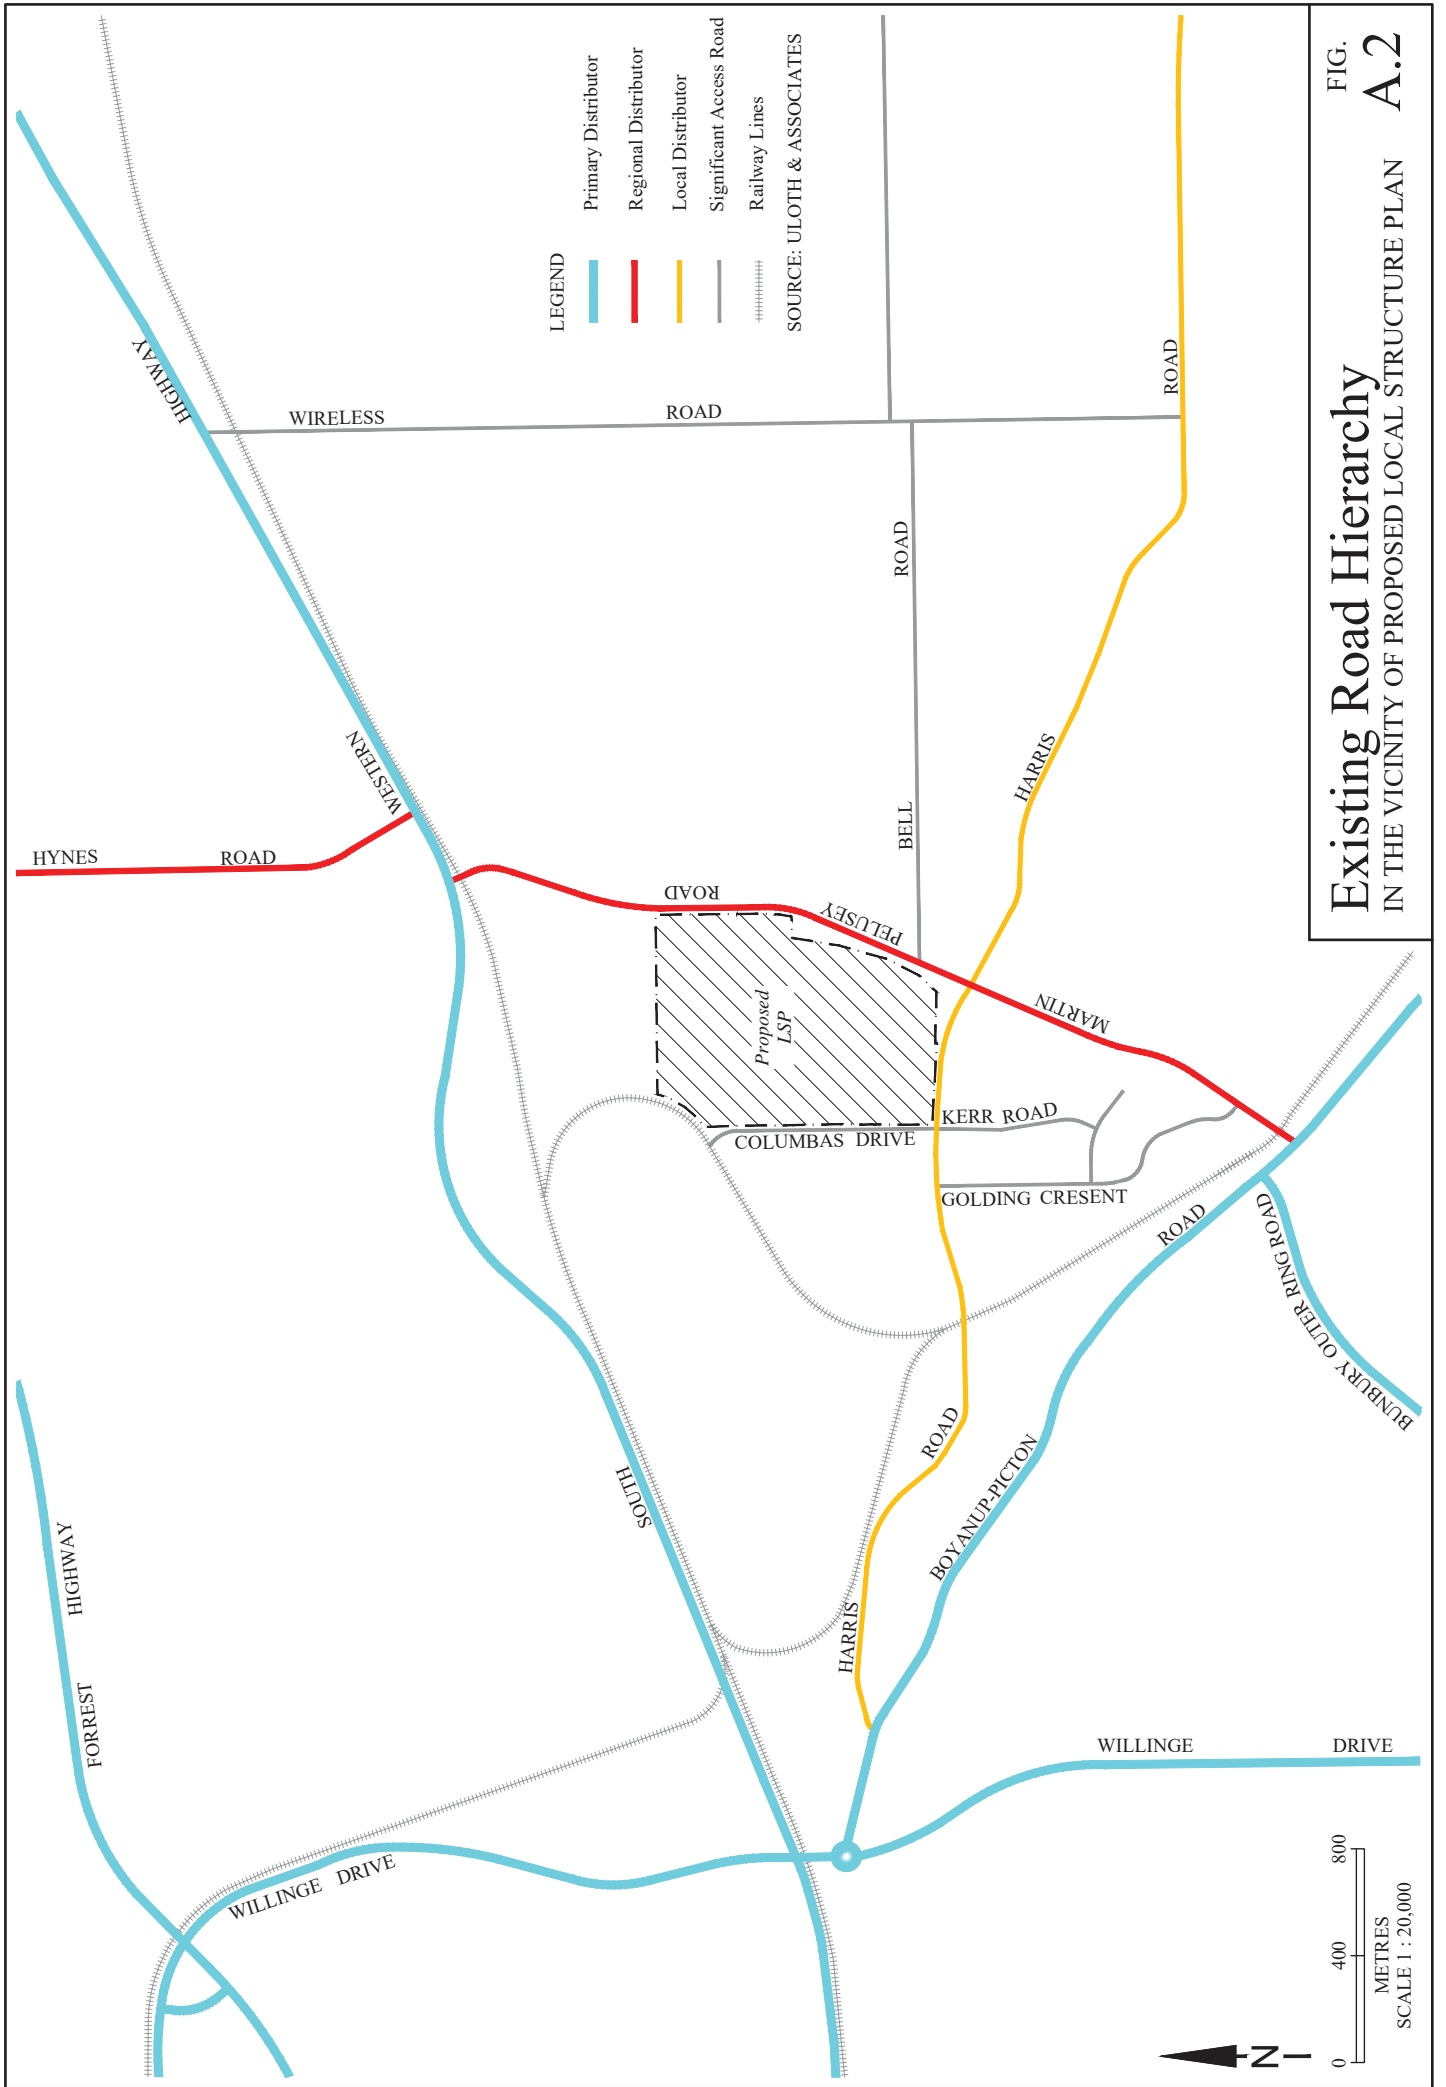 FORREST
HIGHWAY
WILLINGE DRIVE
SOUTH
WESTERN
HIGHWAY
HYNES
ROAD
WIRELESS
ROAD
ROAD
PELUSEY
MARTIN
Proposed
LSP
COLUMBAS DRIVE
KERR ROAD
GOLDING CRESENT
BELL
ROAD
HARRIS
ROAD
HARRIS
ROAD
BOYANUP-PICTON
ROAD
BUNBURY OUTER RING ROAD
WILLINGE
DRIVE
LEGEND
Primary Distributor
Regional Distributor
Local Distributor
Significant Access Road
Railway Lines
SOURCE: ULOTH & ASSOCIATES
N
0 400 800
METRES
SCALE 1 : 20,000
Existing Road Hierarchy
IN THE VICINITY OF PROPOSED LOCAL STRUCTURE PLAN
FIG.
A.2